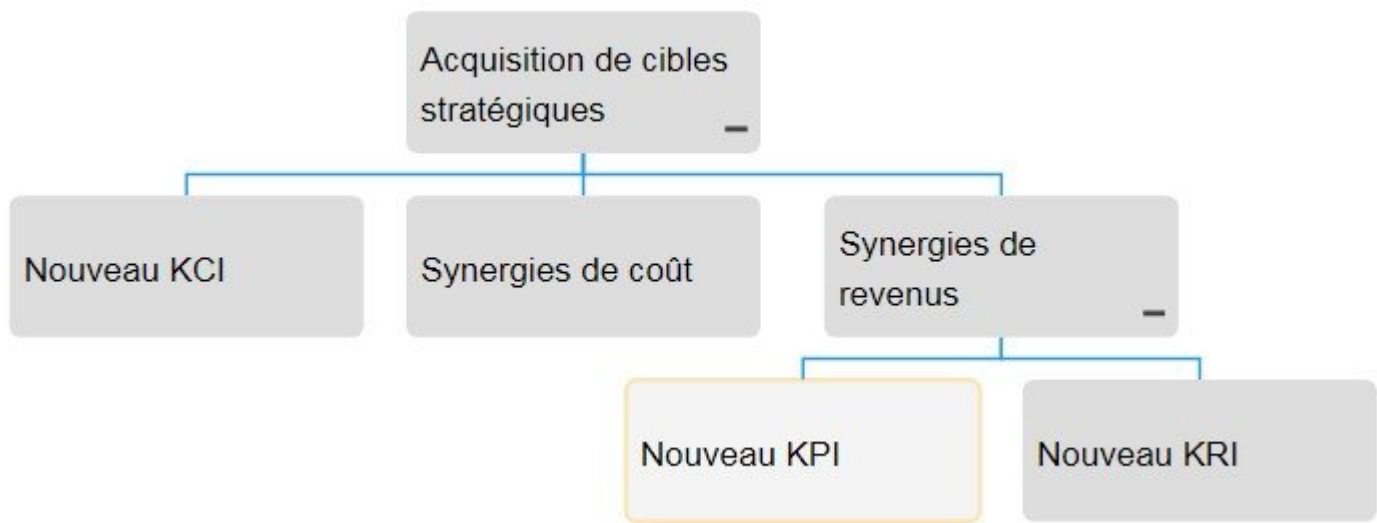 Acquisition de cibles
stratégiques
Nouveau KCI
Synergies de coût
Synergies de
revenus
Nouveau KPI
Nouveau KRI